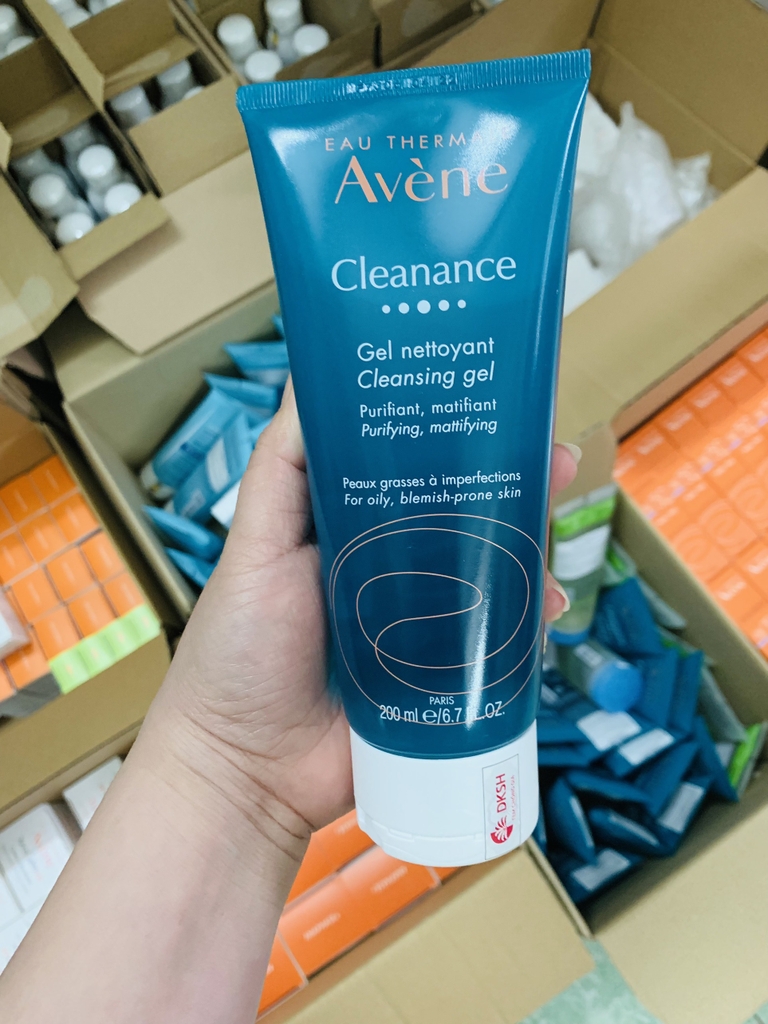 EAU THERMA
Avène
Cleanance
Gel nettoyant
Cleansing gel
Purifiant, matifiant
Purifying, mattifying
Peaux grasses à imperfections
For oily, blemish-prone skin
PARIS
200 ml e/6.7 FL.OZ.
DKSH